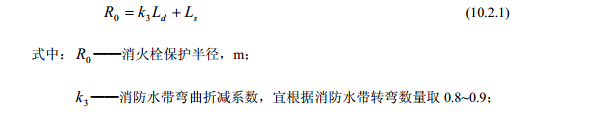 R₀ = k₃L_d + L_s (10.2.1)
式中：R₀——消火栓保护半径，m；
k₃——消防水带弯曲折减系数，宜根据消防水带转弯数量取 0.8~0.9；